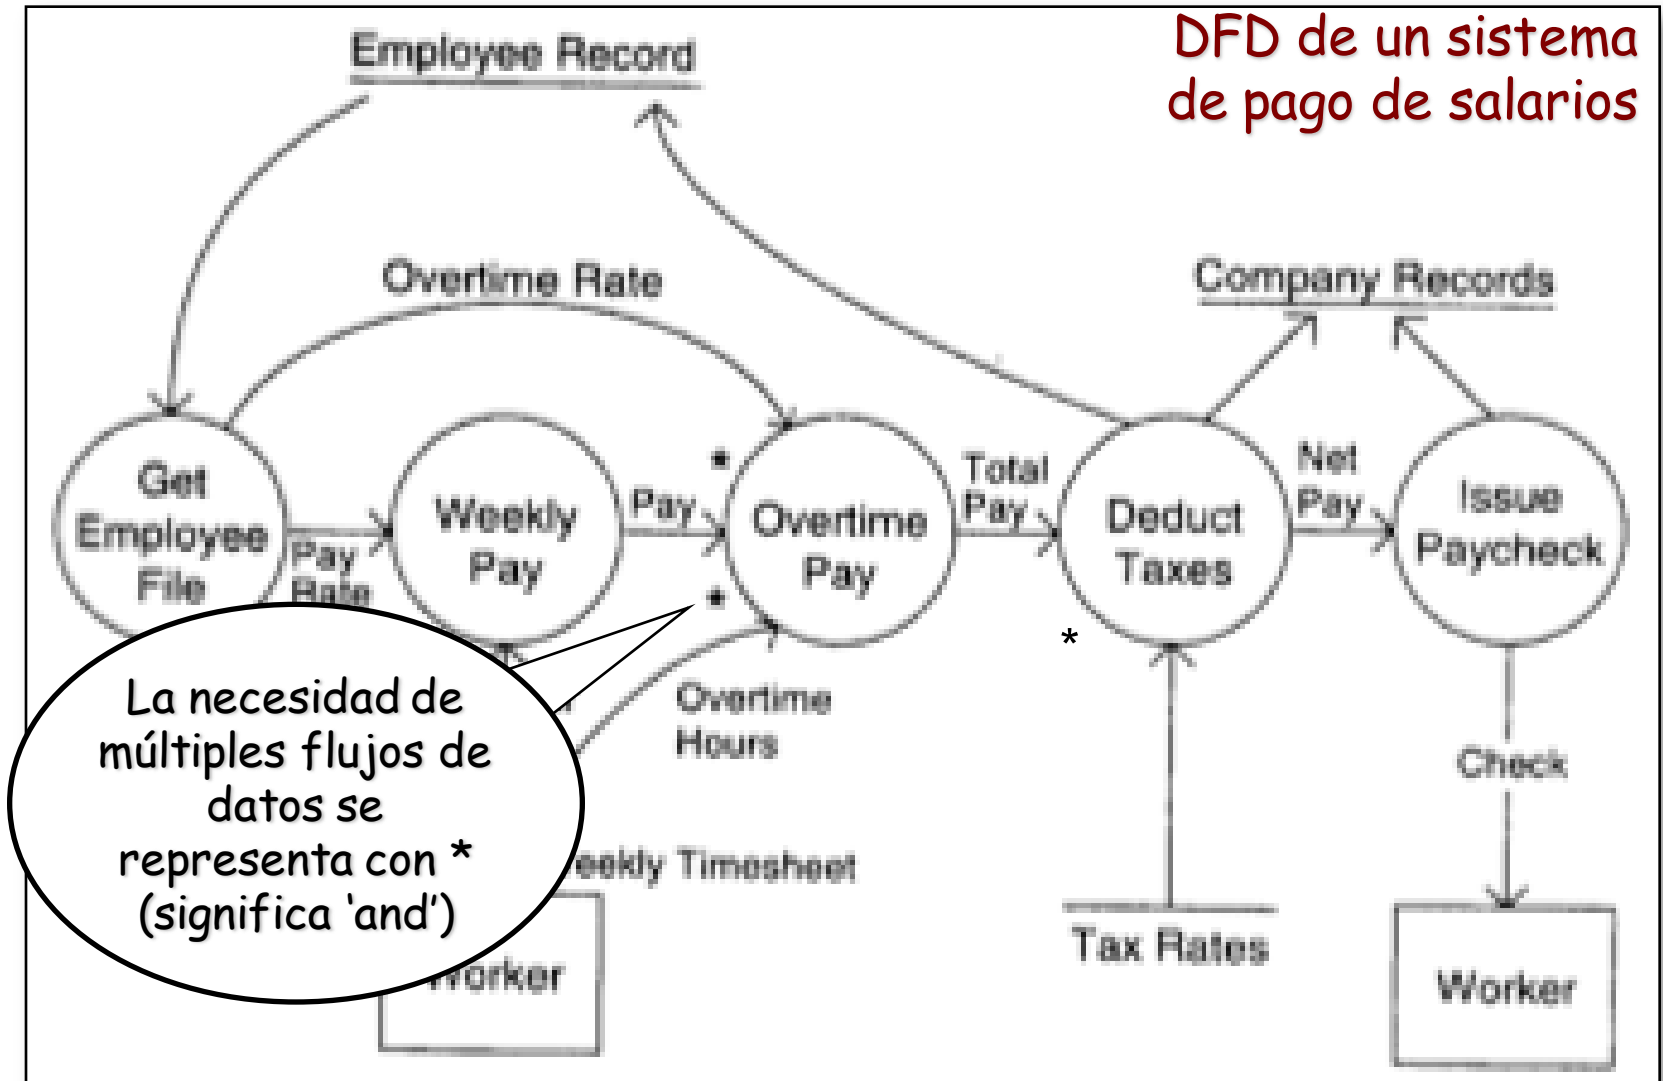 DFD de un sistema
de pago de salarios
Employee Record
Overtime Rate
Company Records
Get
Employee
File
Pay
Rate
Weekly
Pay
Pay
*
*
Overtime
Pay
Total
Pay
Deduct
Taxes
*
Net
Pay
Issue
Paycheck
La necesidad de
múltiples flujos de
datos se
representa con *
(significa ‘and’)
Overtime
Hours
Check
eekly Timesheet
Worker
Tax Rates
Worker